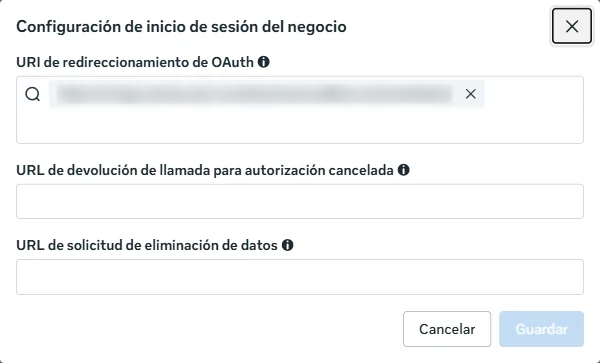 Configuración de inicio de sesión del negocio
URI de redireccionamiento de OAuth
URL de devolución de llamada para autorización cancelada
URL de solicitud de eliminación de datos
Cancelar
Guardar